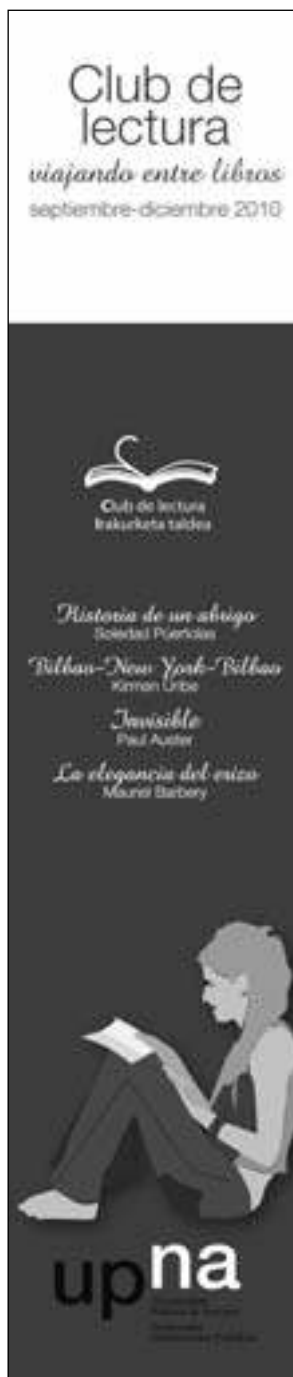 Club de
lectura
viajando entre libros
septiembre-diciembre 2010
Club de lectura
Irakurketa taldea
Historia de un abrigo
Soledad Puértolas
Bilbao-New York-Bilbao
Kirmen Uribe
Invisible
Paul Auster
La elegancia del erizo
Muriel Barbery
upna